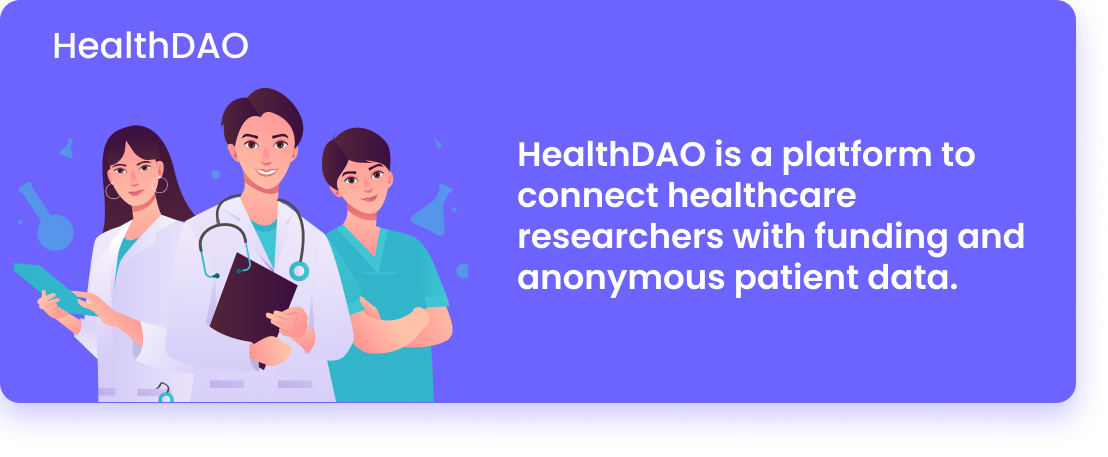 HealthDAO
HealthDAO is a platform to
connect healthcare
researchers with funding and
anonymous patient data.